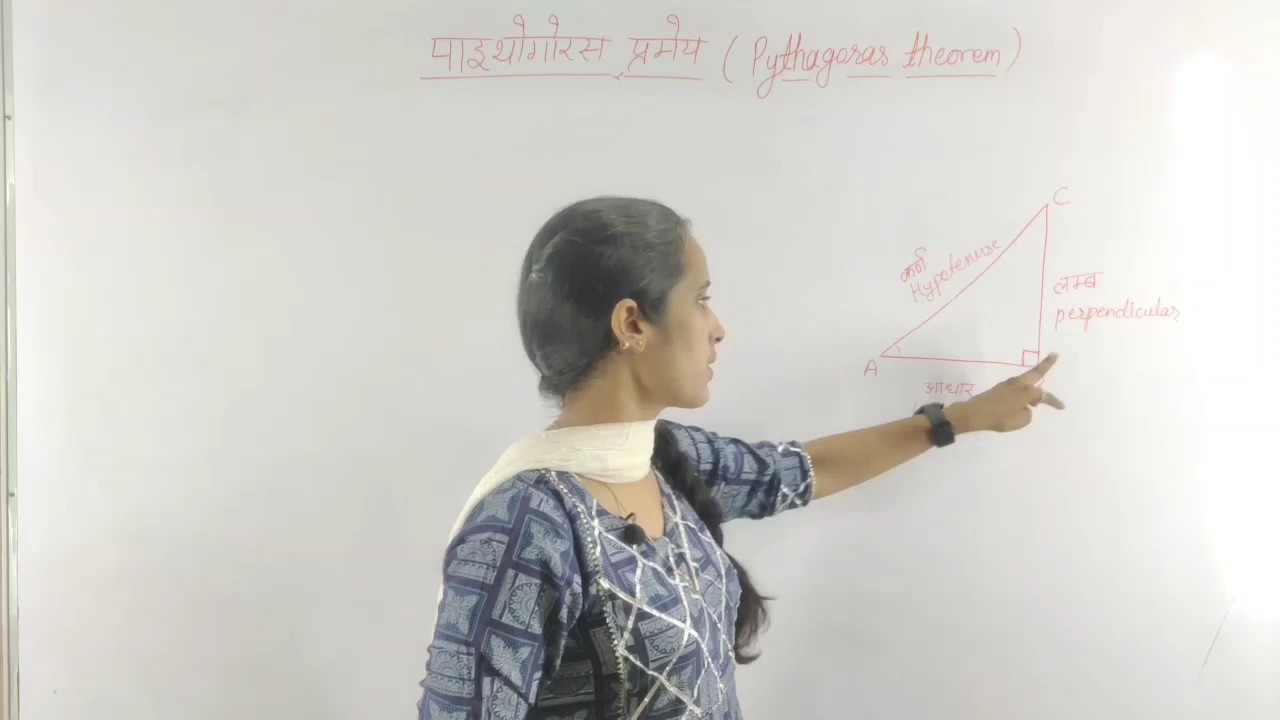 पाइथोगोरस प्रमेय ( Pythagoras theorem )
C
कर्ण
Hypotenuse
लम्ब
perpendicular
A
आधार